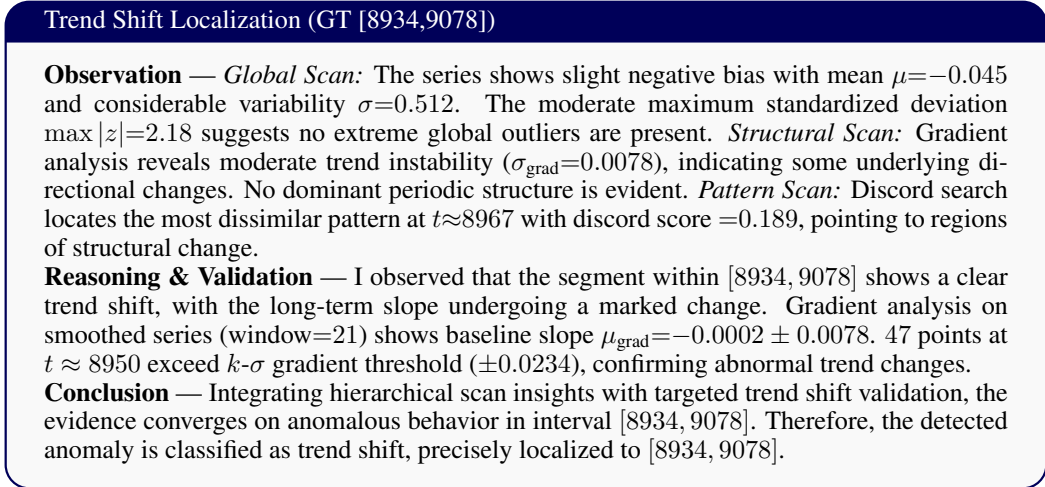 Trend Shift Localization (GT [8934,9078])
Observation — Global Scan: The series shows slight negative bias with mean μ=−0.045
and considerable variability σ=0.512. The moderate maximum standardized deviation
max |z|=2.18 suggests no extreme global outliers are present. Structural Scan: Gradient
analysis reveals moderate trend instability (σgrad=0.0078), indicating some underlying di-
rectional changes. No dominant periodic structure is evident. Pattern Scan: Discord search
locates the most dissimilar pattern at t≈8967 with discord score =0.189, pointing to regions
of structural change.
Reasoning & Validation — I observed that the segment within [8934, 9078] shows a clear
trend shift, with the long-term slope undergoing a marked change. Gradient analysis on
smoothed series (window=21) shows baseline slope μgrad=−0.0002 ± 0.0078. 47 points at
t ≈ 8950 exceed k-σ gradient threshold (±0.0234), confirming abnormal trend changes.
Conclusion — Integrating hierarchical scan insights with targeted trend shift validation, the
evidence converges on anomalous behavior in interval [8934, 9078]. Therefore, the detected
anomaly is classified as trend shift, precisely localized to [8934, 9078].